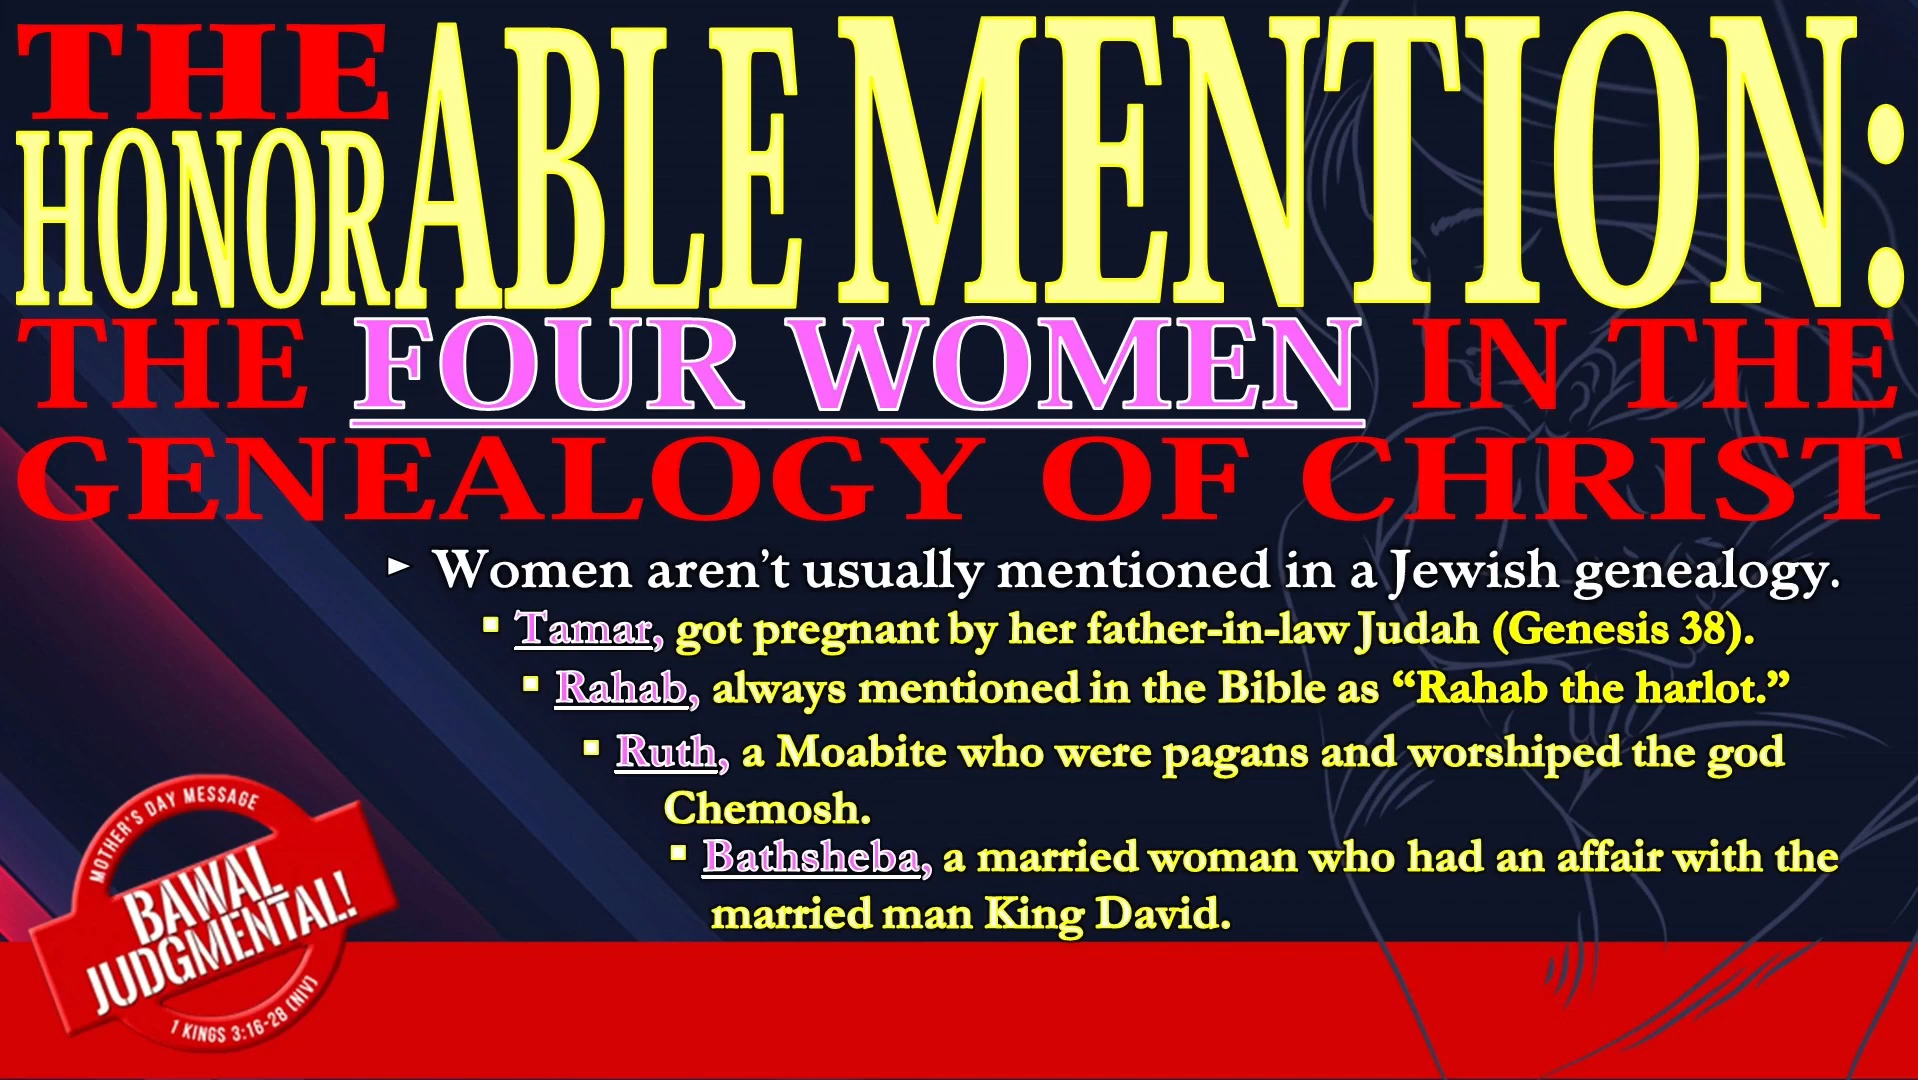 THE
HONORABLE MENTION:
THE FOUR WOMEN IN THE
GENEALOGY OF CHRIST
► Women aren't usually mentioned in a Jewish genealogy.
▪ Tamar, got pregnant by her father-in-law Judah (Genesis 38).
▪ Rahab, always mentioned in the Bible as “Rahab the harlot.”
▪ Ruth, a Moabite who were pagans and worshiped the god
Chemosh.
▪ Bathsheba, a married woman who had an affair with the
married man King David.
MOTHER'S DAY MESSAGE
BAWAL
JUDGMENTAL!
1 KINGS 3:16-28 (NIV)